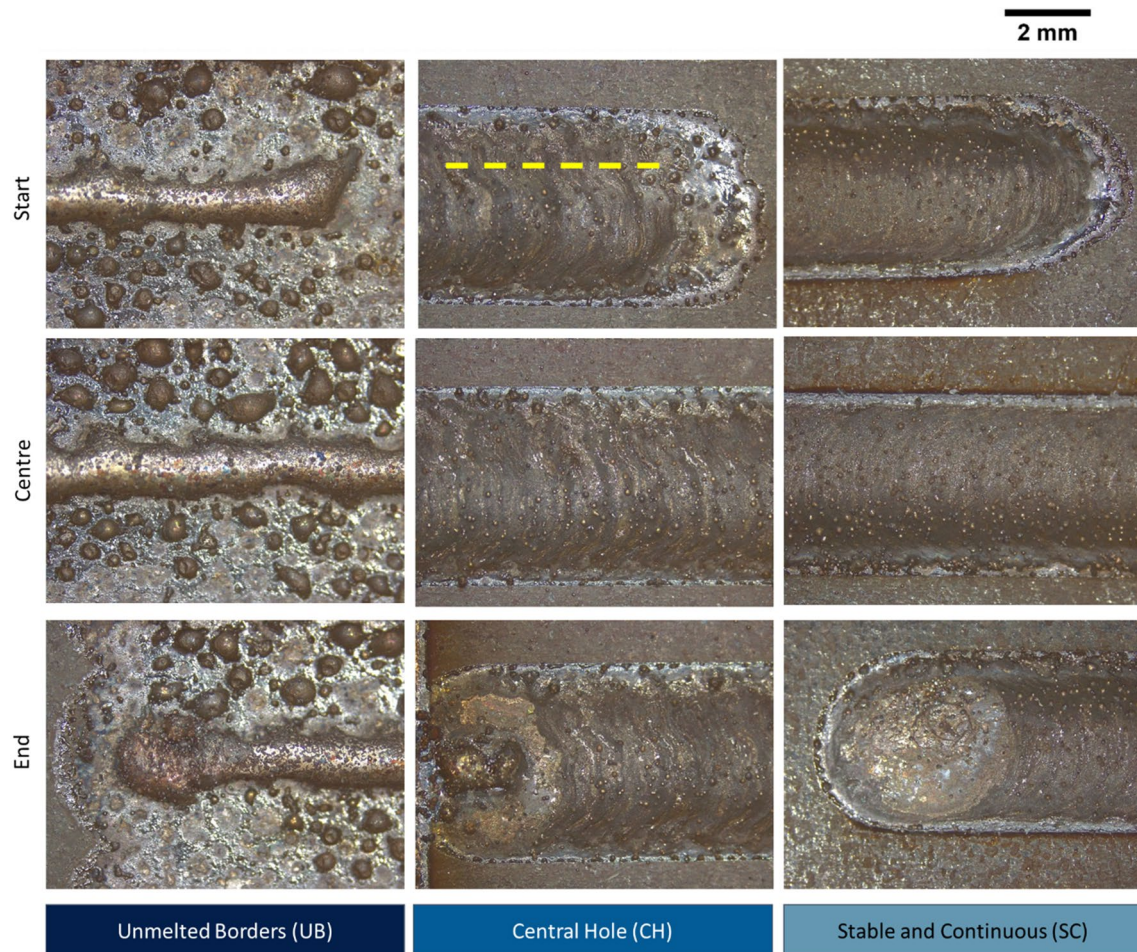 2 mm
Start
Centre
End
Unmelted Borders (UB)
Central Hole (CH)
Stable and Continuous (SC)